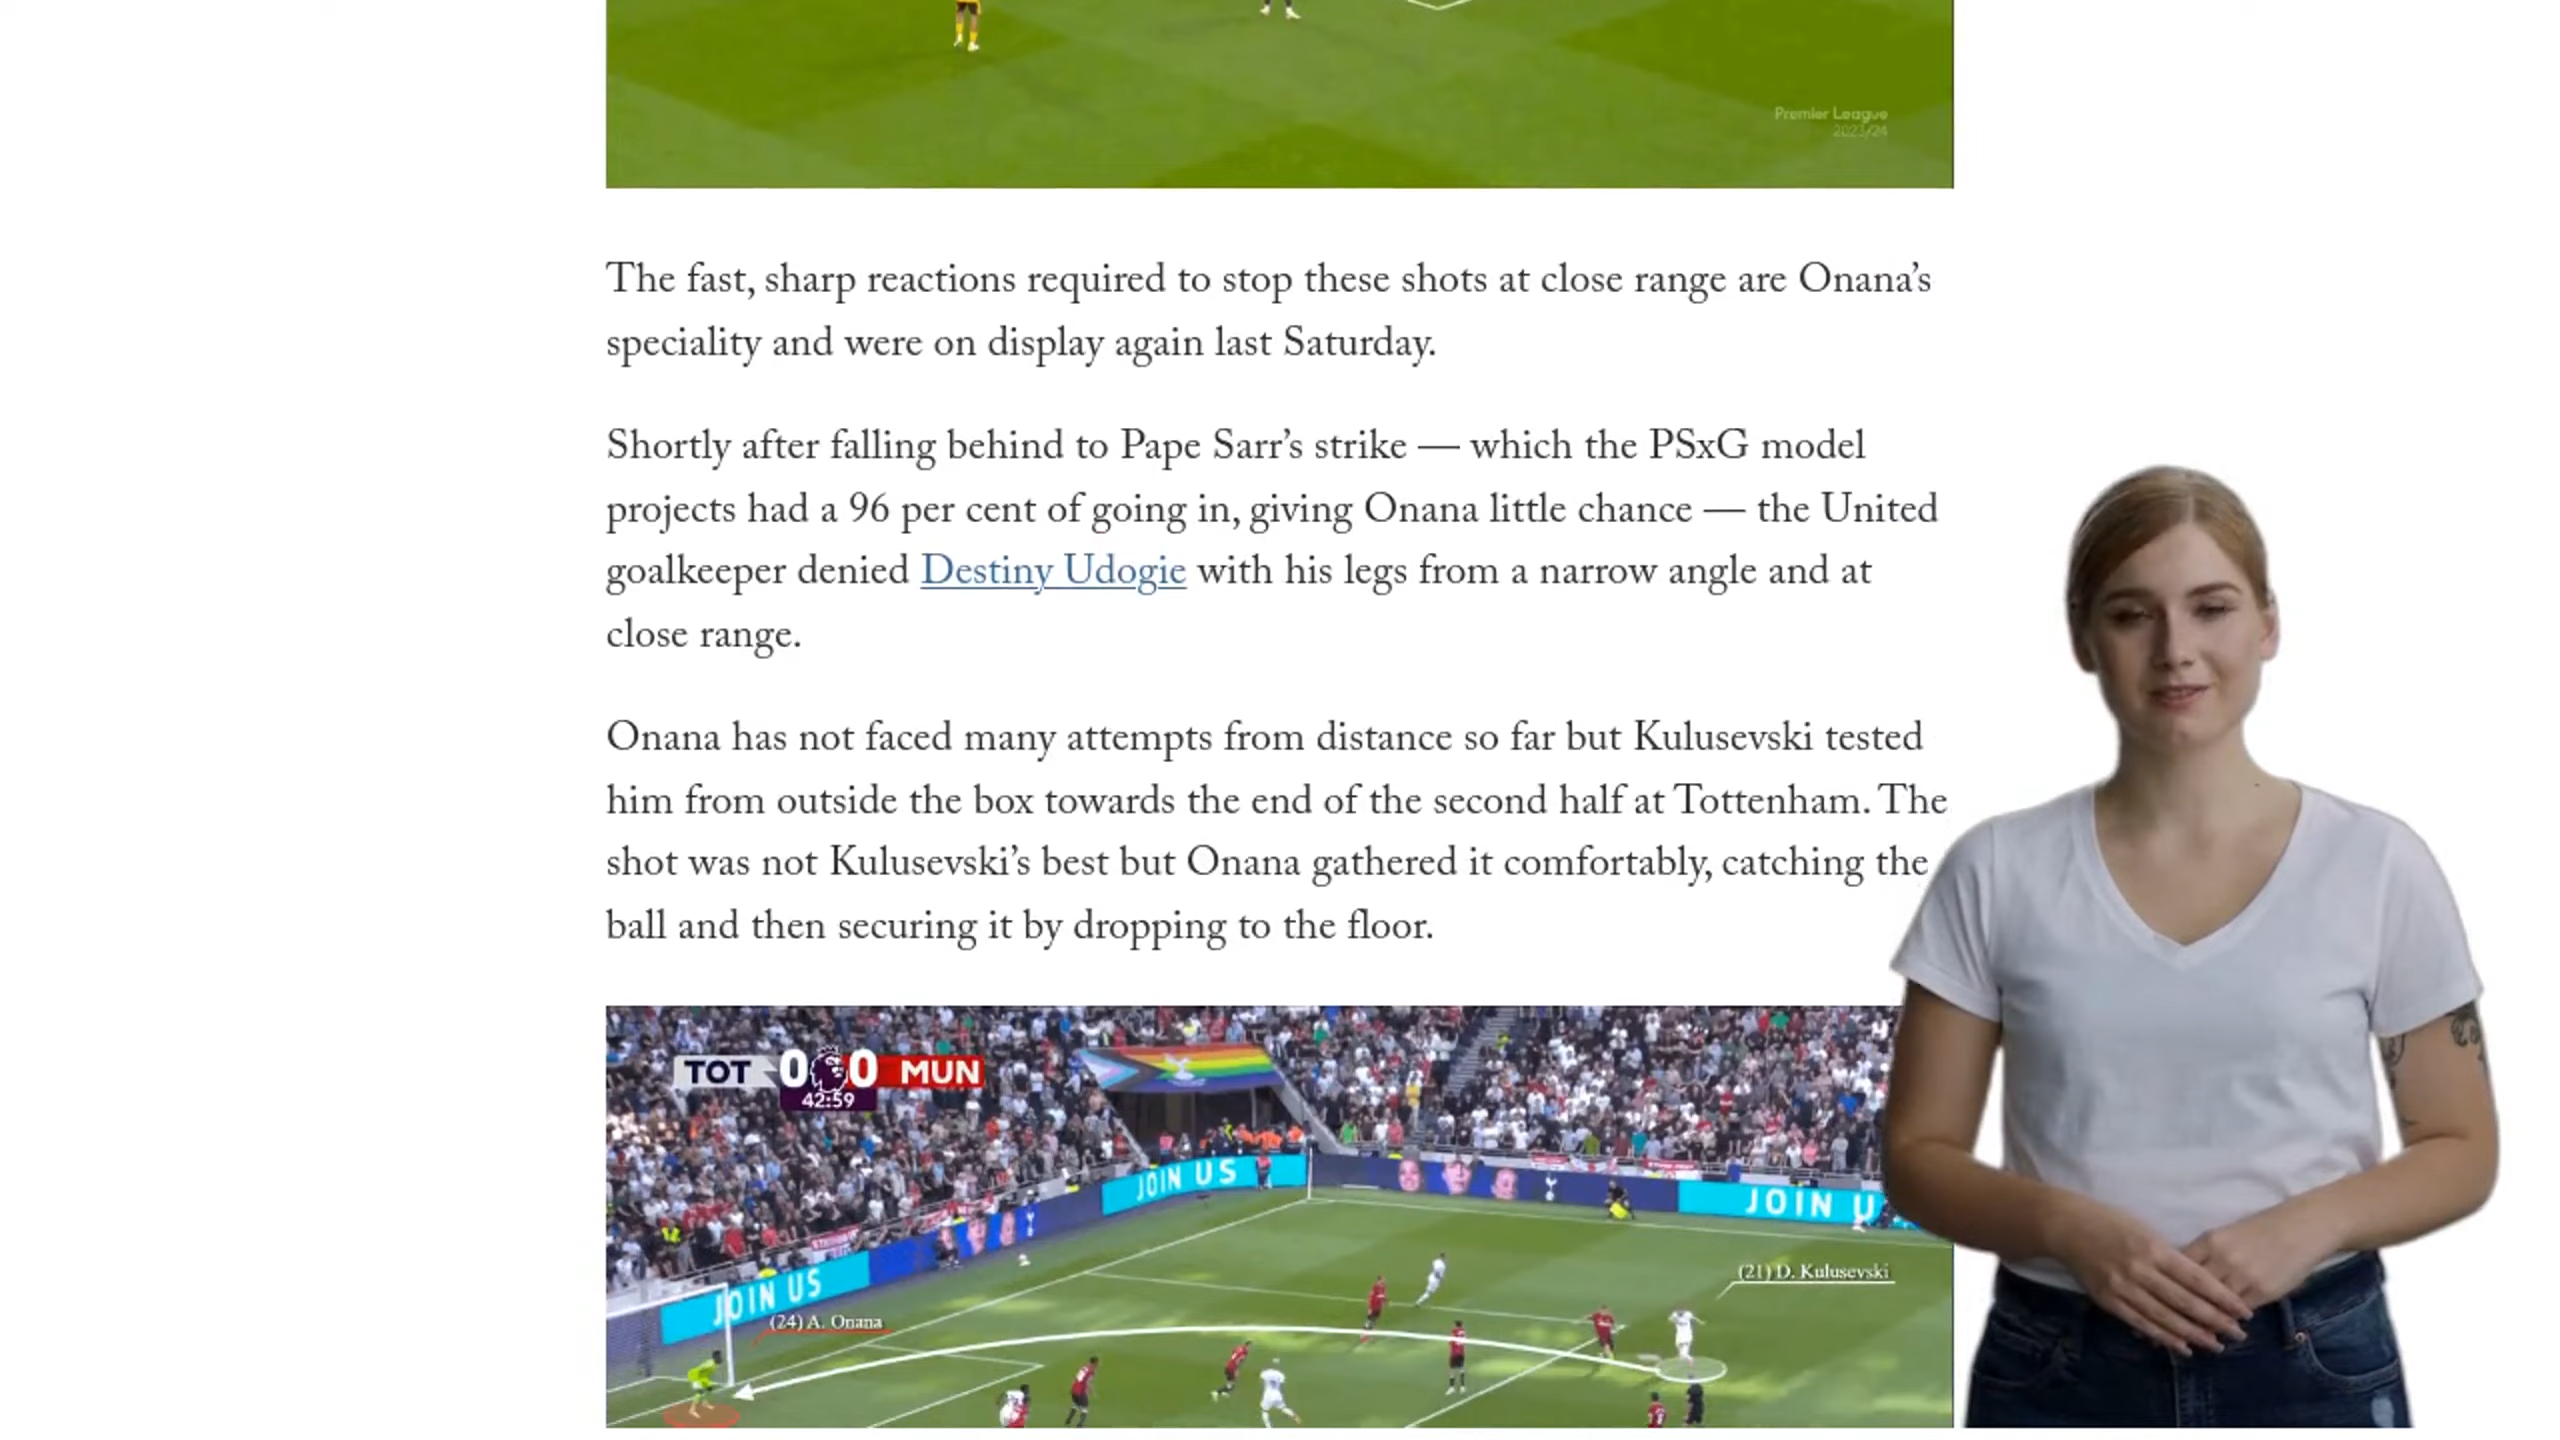 Premier League
2023/24
The fast, sharp reactions required to stop these shots at close range are Onana’s
speciality and were on display again last Saturday.
Shortly after falling behind to Pape Sarr’s strike — which the PSxG model
projects had a 96 per cent of going in, giving Onana little chance — the United
goalkeeper denied Destiny Udogie with his legs from a narrow angle and at
close range.
Onana has not faced many attempts from distance so far but Kulusevski tested
him from outside the box towards the end of the second half at Tottenham. The
shot was not Kulusevski’s best but Onana gathered it comfortably, catching the
ball and then securing it by dropping to the floor.
TOT 0 0 MUN
42:59
JOIN US
JOIN U
JOIN US
(21) D. Kulusevski
(24) A. Onana